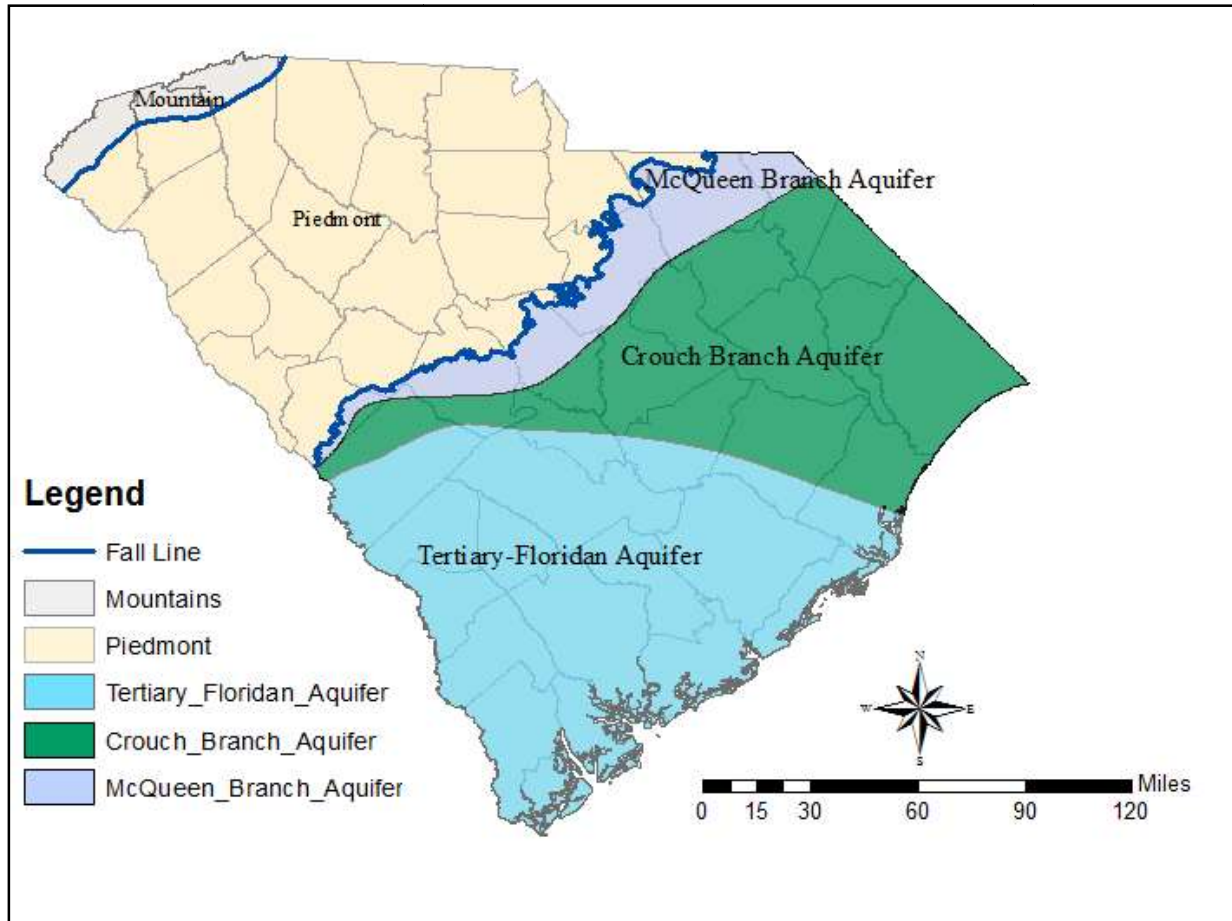 Mountain
McQueen Branch Aquifer
Piedmont
Crouch Branch Aquifer
Tertiary-Floridan Aquifer
Legend
Fall Line
Mountains
Piedmont
Tertiary_Floridan_Aquifer
Crouch_Branch_Aquifer
McQueen_Branch_Aquifer
N
W E
S
Miles
0 15 30 60 90 120